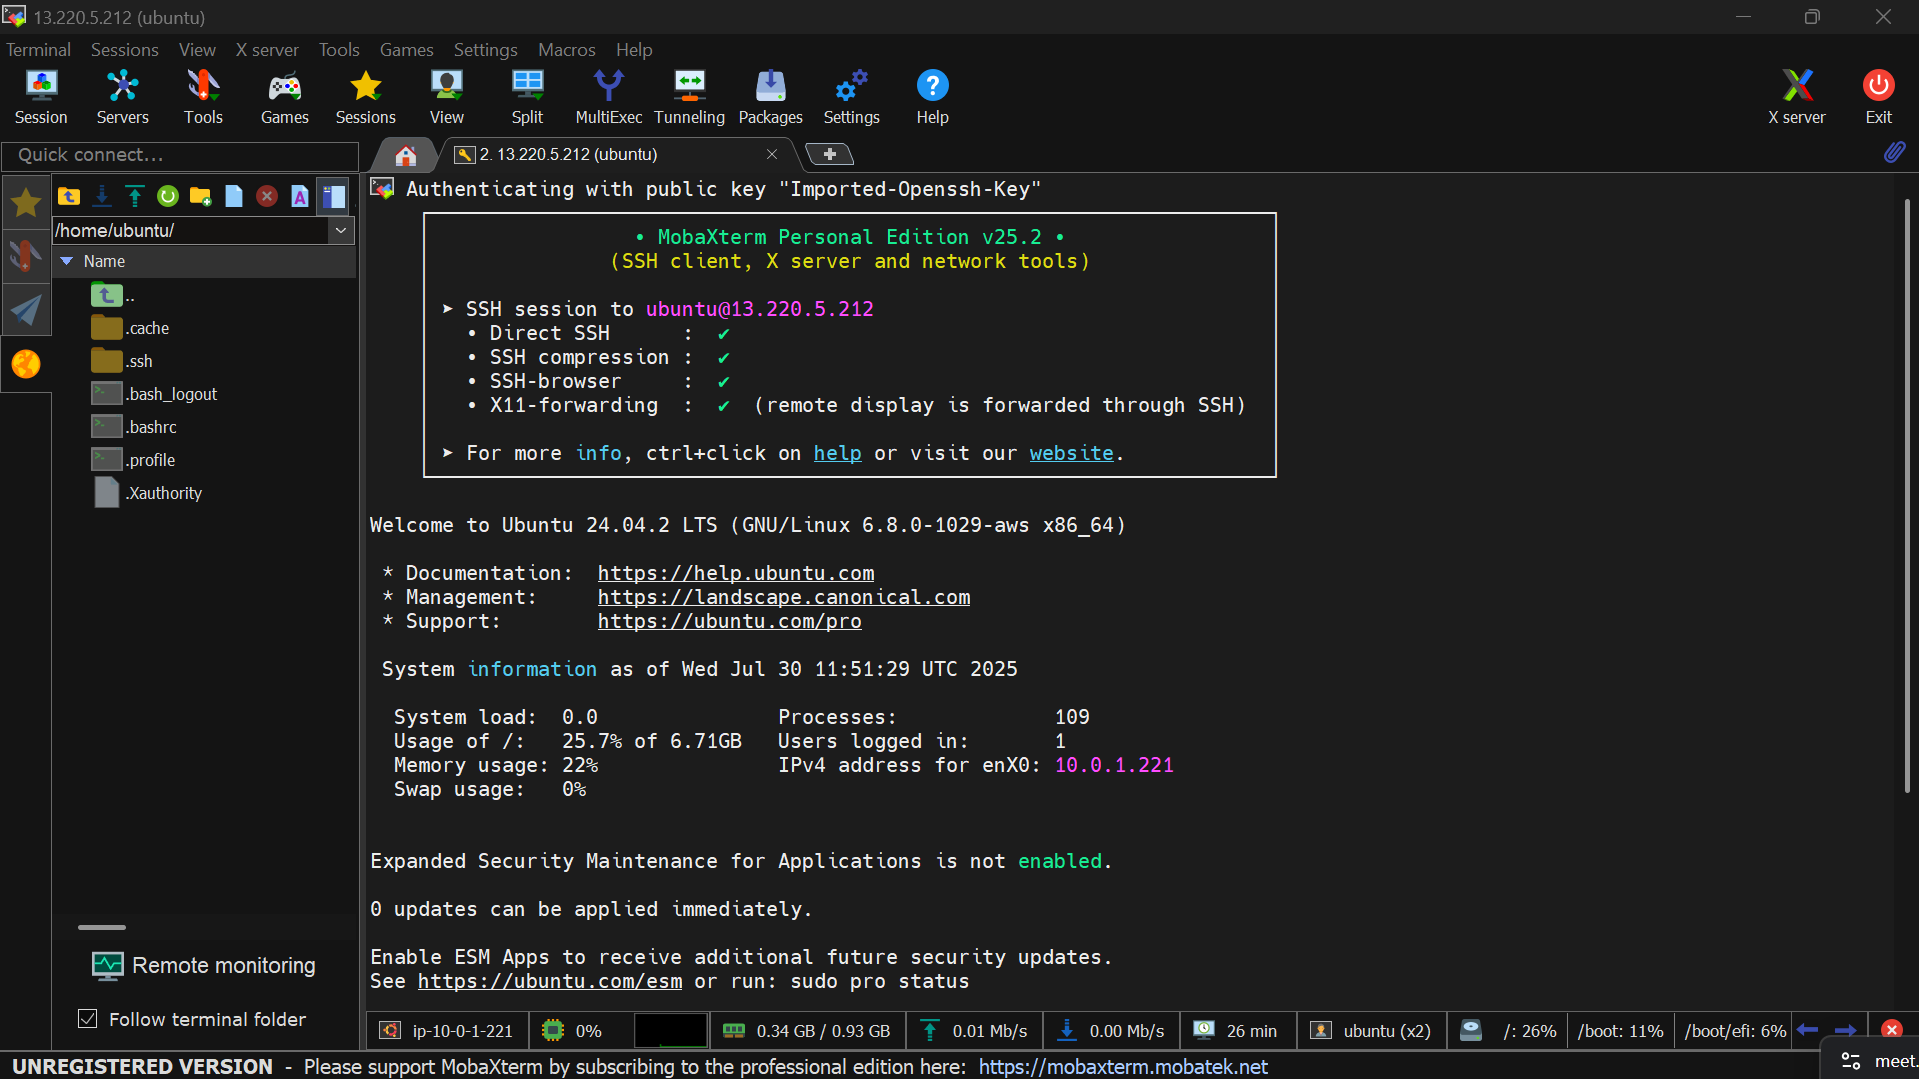 13.220.5.212 (ubuntu)
Terminal Sessions View X server Tools Games Settings Macros Help
Session Servers Tools Games Sessions View Split MultiExec Tunneling Packages Settings Help X server Exit
Quick connect...
2. 13.220.5.212 (ubuntu)
/home/ubuntu/
Name
..
.cache
.ssh
.bash_logout
.bashrc
.profile
.Xauthority
Remote monitoring
Follow terminal folder
Authenticating with public key "Imported-Openssh-Key"
• MobaXterm Personal Edition v25.2 •
(SSH client, X server and network tools)
➤ SSH session to ubuntu@13.220.5.212
• Direct SSH : ✔
• SSH compression : ✔
• SSH-browser : ✔
• X11-forwarding : ✔ (remote display is forwarded through SSH)
➤ For more info, ctrl+click on help or visit our website.
Welcome to Ubuntu 24.04.2 LTS (GNU/Linux 6.8.0-1029-aws x86_64)
* Documentation: https://help.ubuntu.com
* Management: https://landscape.canonical.com
* Support: https://ubuntu.com/pro
System information as of Wed Jul 30 11:51:29 UTC 2025
System load: 0.0 Processes: 109
Usage of /: 25.7% of 6.71GB Users logged in: 1
Memory usage: 22% IPv4 address for enX0: 10.0.1.221
Swap usage: 0%
Expanded Security Maintenance for Applications is not enabled.
0 updates can be applied immediately.
Enable ESM Apps to receive additional future security updates.
See https://ubuntu.com/esm or run: sudo pro status
ip-10-0-1-221 0% 0.34 GB / 0.93 GB 0.01 Mb/s 0.00 Mb/s 26 min ubuntu (x2) /: 26% /boot: 11% /boot/efi: 6%
meet.
UNREGISTERED VERSION - Please support MobaXterm by subscribing to the professional edition here: https://mobaxterm.mobatek.net